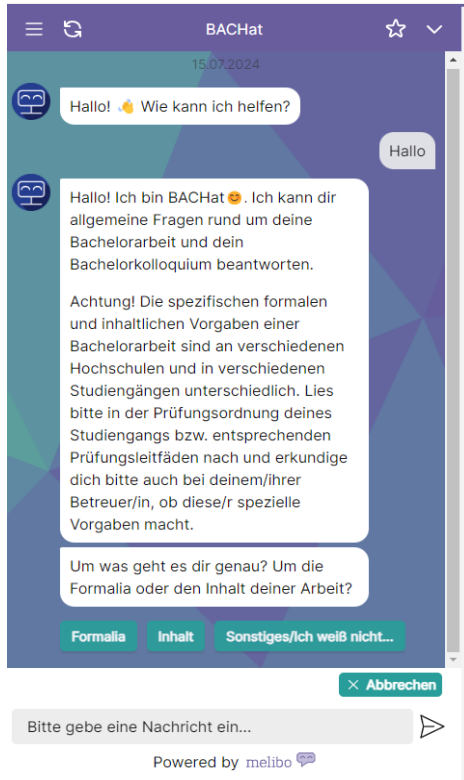 BACHat
15.07.2024
Hallo! 👋 Wie kann ich helfen?
Hallo
Hallo! Ich bin BACHat😊. Ich kann dir
allgemeine Fragen rund um deine
Bachelorarbeit und dein
Bachelorkolloquium beantworten.
Achtung! Die spezifischen formalen
und inhaltlichen Vorgaben einer
Bachelorarbeit sind an verschiedenen
Hochschulen und in verschiedenen
Studiengängen unterschiedlich. Lies
bitte in der Prüfungsordnung deines
Studiengangs bzw. entsprechenden
Prüfungsleitfäden nach und erkundige
dich bitte auch bei deinem/ihrer
Betreuer/in, ob diese/r spezielle
Vorgaben macht.
Um was geht es dir genau? Um die
Formalia oder den Inhalt deiner Arbeit?
Formalia Inhalt Sonstiges/Ich weiß nicht...
× Abbrechen
Bitte gebe eine Nachricht ein...
Powered by melibo